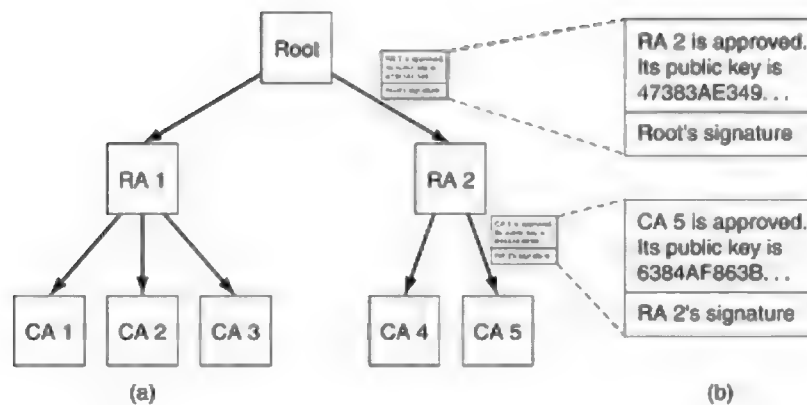 Root
RA 2 is approved.
Its public key is
47383AE349...
Root's signature
RA 1
RA 2
CA 5 is approved.
Its public key is
6384AF863B...
RA 2's signature
CA 1
CA 2
CA 3
CA 4
CA 5
(a)
(b)